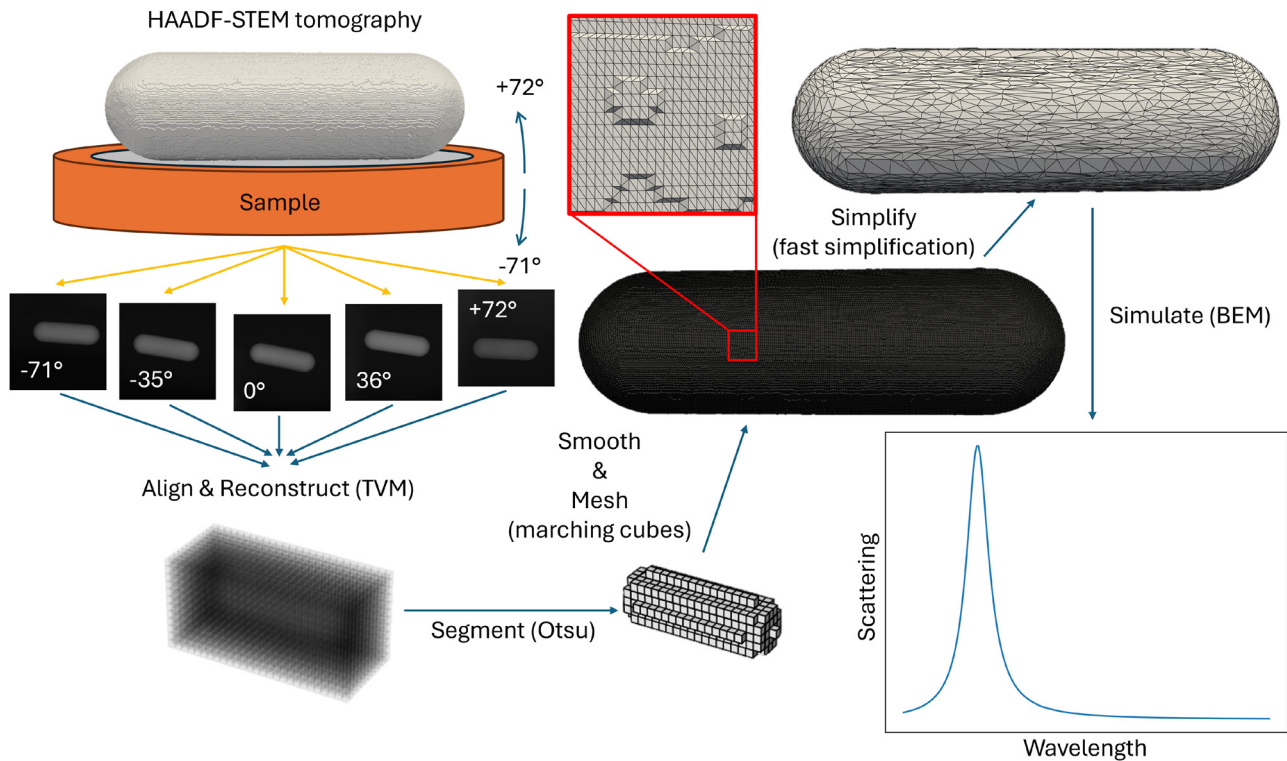 HAADF-STEM tomography
+72°
Sample
-71°
-71°
-35°
0°
36°
+72°
Align & Reconstruct (TVM)
Segment (Otsu)
Smooth
&
Mesh
(marching cubes)
Simplify
(fast simplification)
Simulate (BEM)
Scattering
Wavelength